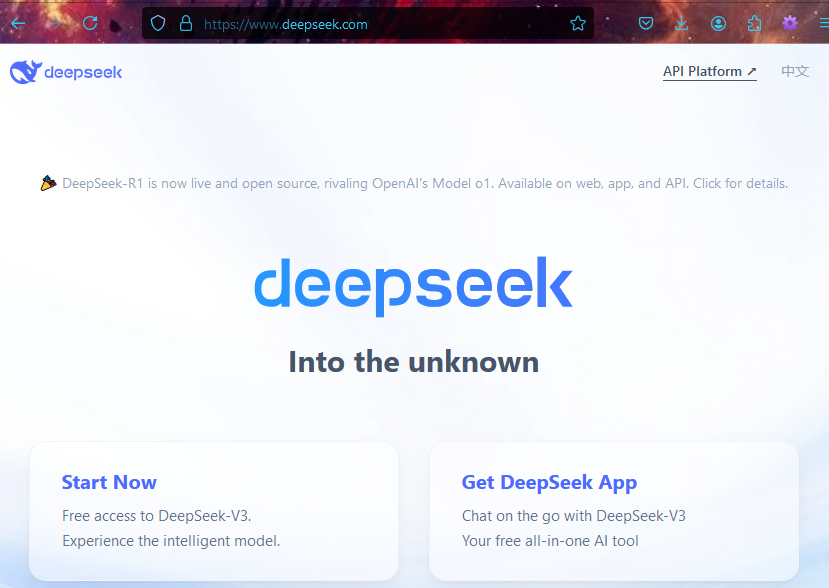 https://www.deepseek.com
deepseek
API Platform ↗
中文
DeepSeek-R1 is now live and open source, rivaling OpenAI's Model o1. Available on web, app, and API. Click for details.
deepseek
Into the unknown
Start Now
Free access to DeepSeek-V3.
Experience the intelligent model.
Get DeepSeek App
Chat on the go with DeepSeek-V3
Your free all-in-one AI tool